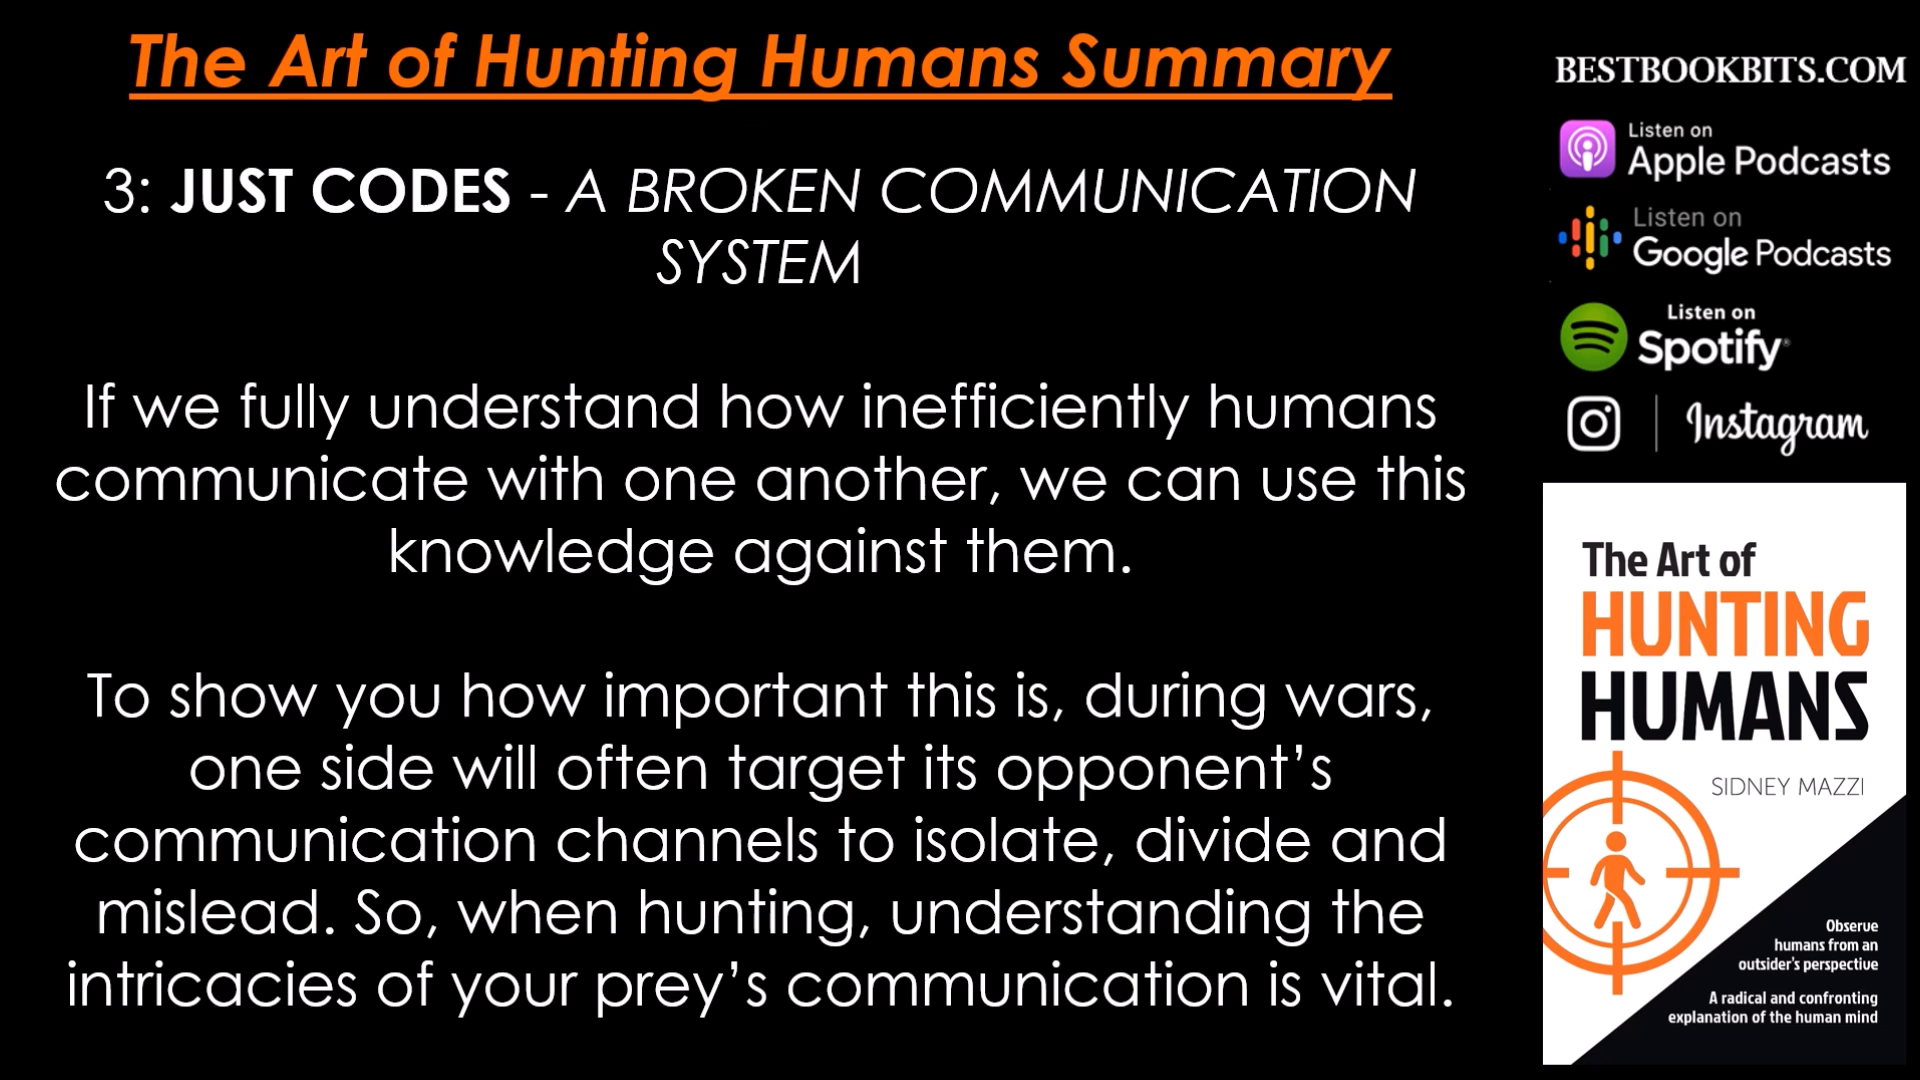 The Art of Hunting Humans Summary
3: JUST CODES - A BROKEN COMMUNICATION
SYSTEM
If we fully understand how inefficiently humans
communicate with one another, we can use this
knowledge against them.
To show you how important this is, during wars,
one side will often target its opponent’s
communication channels to isolate, divide and
mislead. So, when hunting, understanding the
intricacies of your prey’s communication is vital.
BESTBOOKBITS.COM
Listen on
Apple Podcasts
Listen on
Google Podcasts
Listen on
Spotify
Instagram
The Art of
HUNTING
HUMANS
SIDNEY MAZZI
Observe
humans from an
outsider's perspective
A radical and confronting
explanation of the human mind